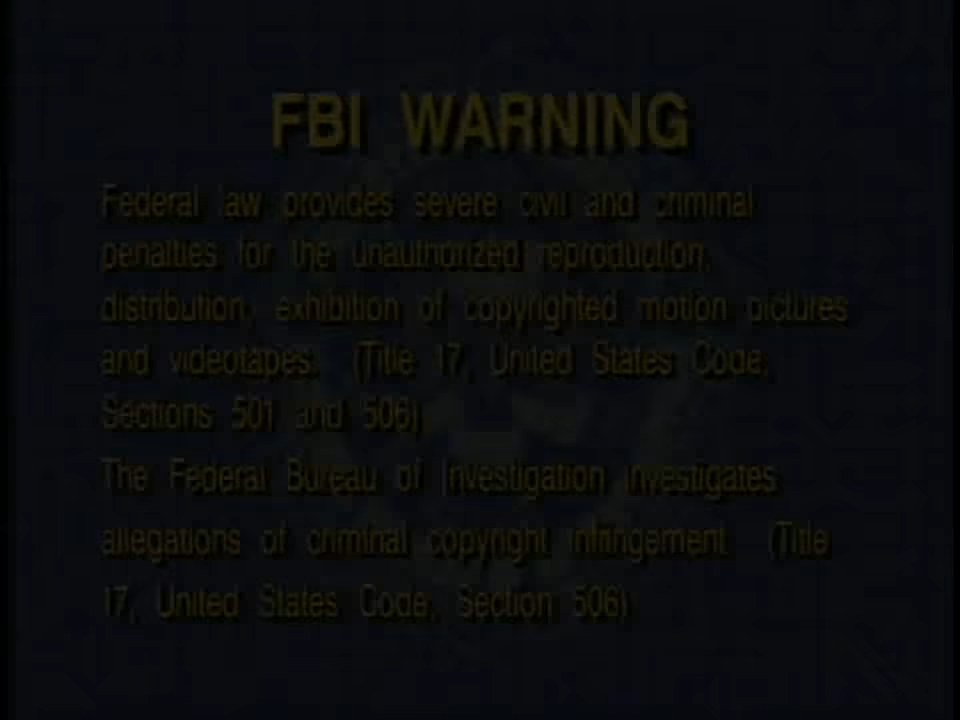 FBI WARNING
Federal law provides severe civil and criminal
penalties for the unauthorized reproduction,
distribution, exhibition of copyrighted motion pictures
and videotapes. (Title 17, United States Code,
Sections 501 and 506)
The Federal Bureau of Investigation investigates
allegations of criminal copyright infringement (Title
17, United States Code, Section 506)